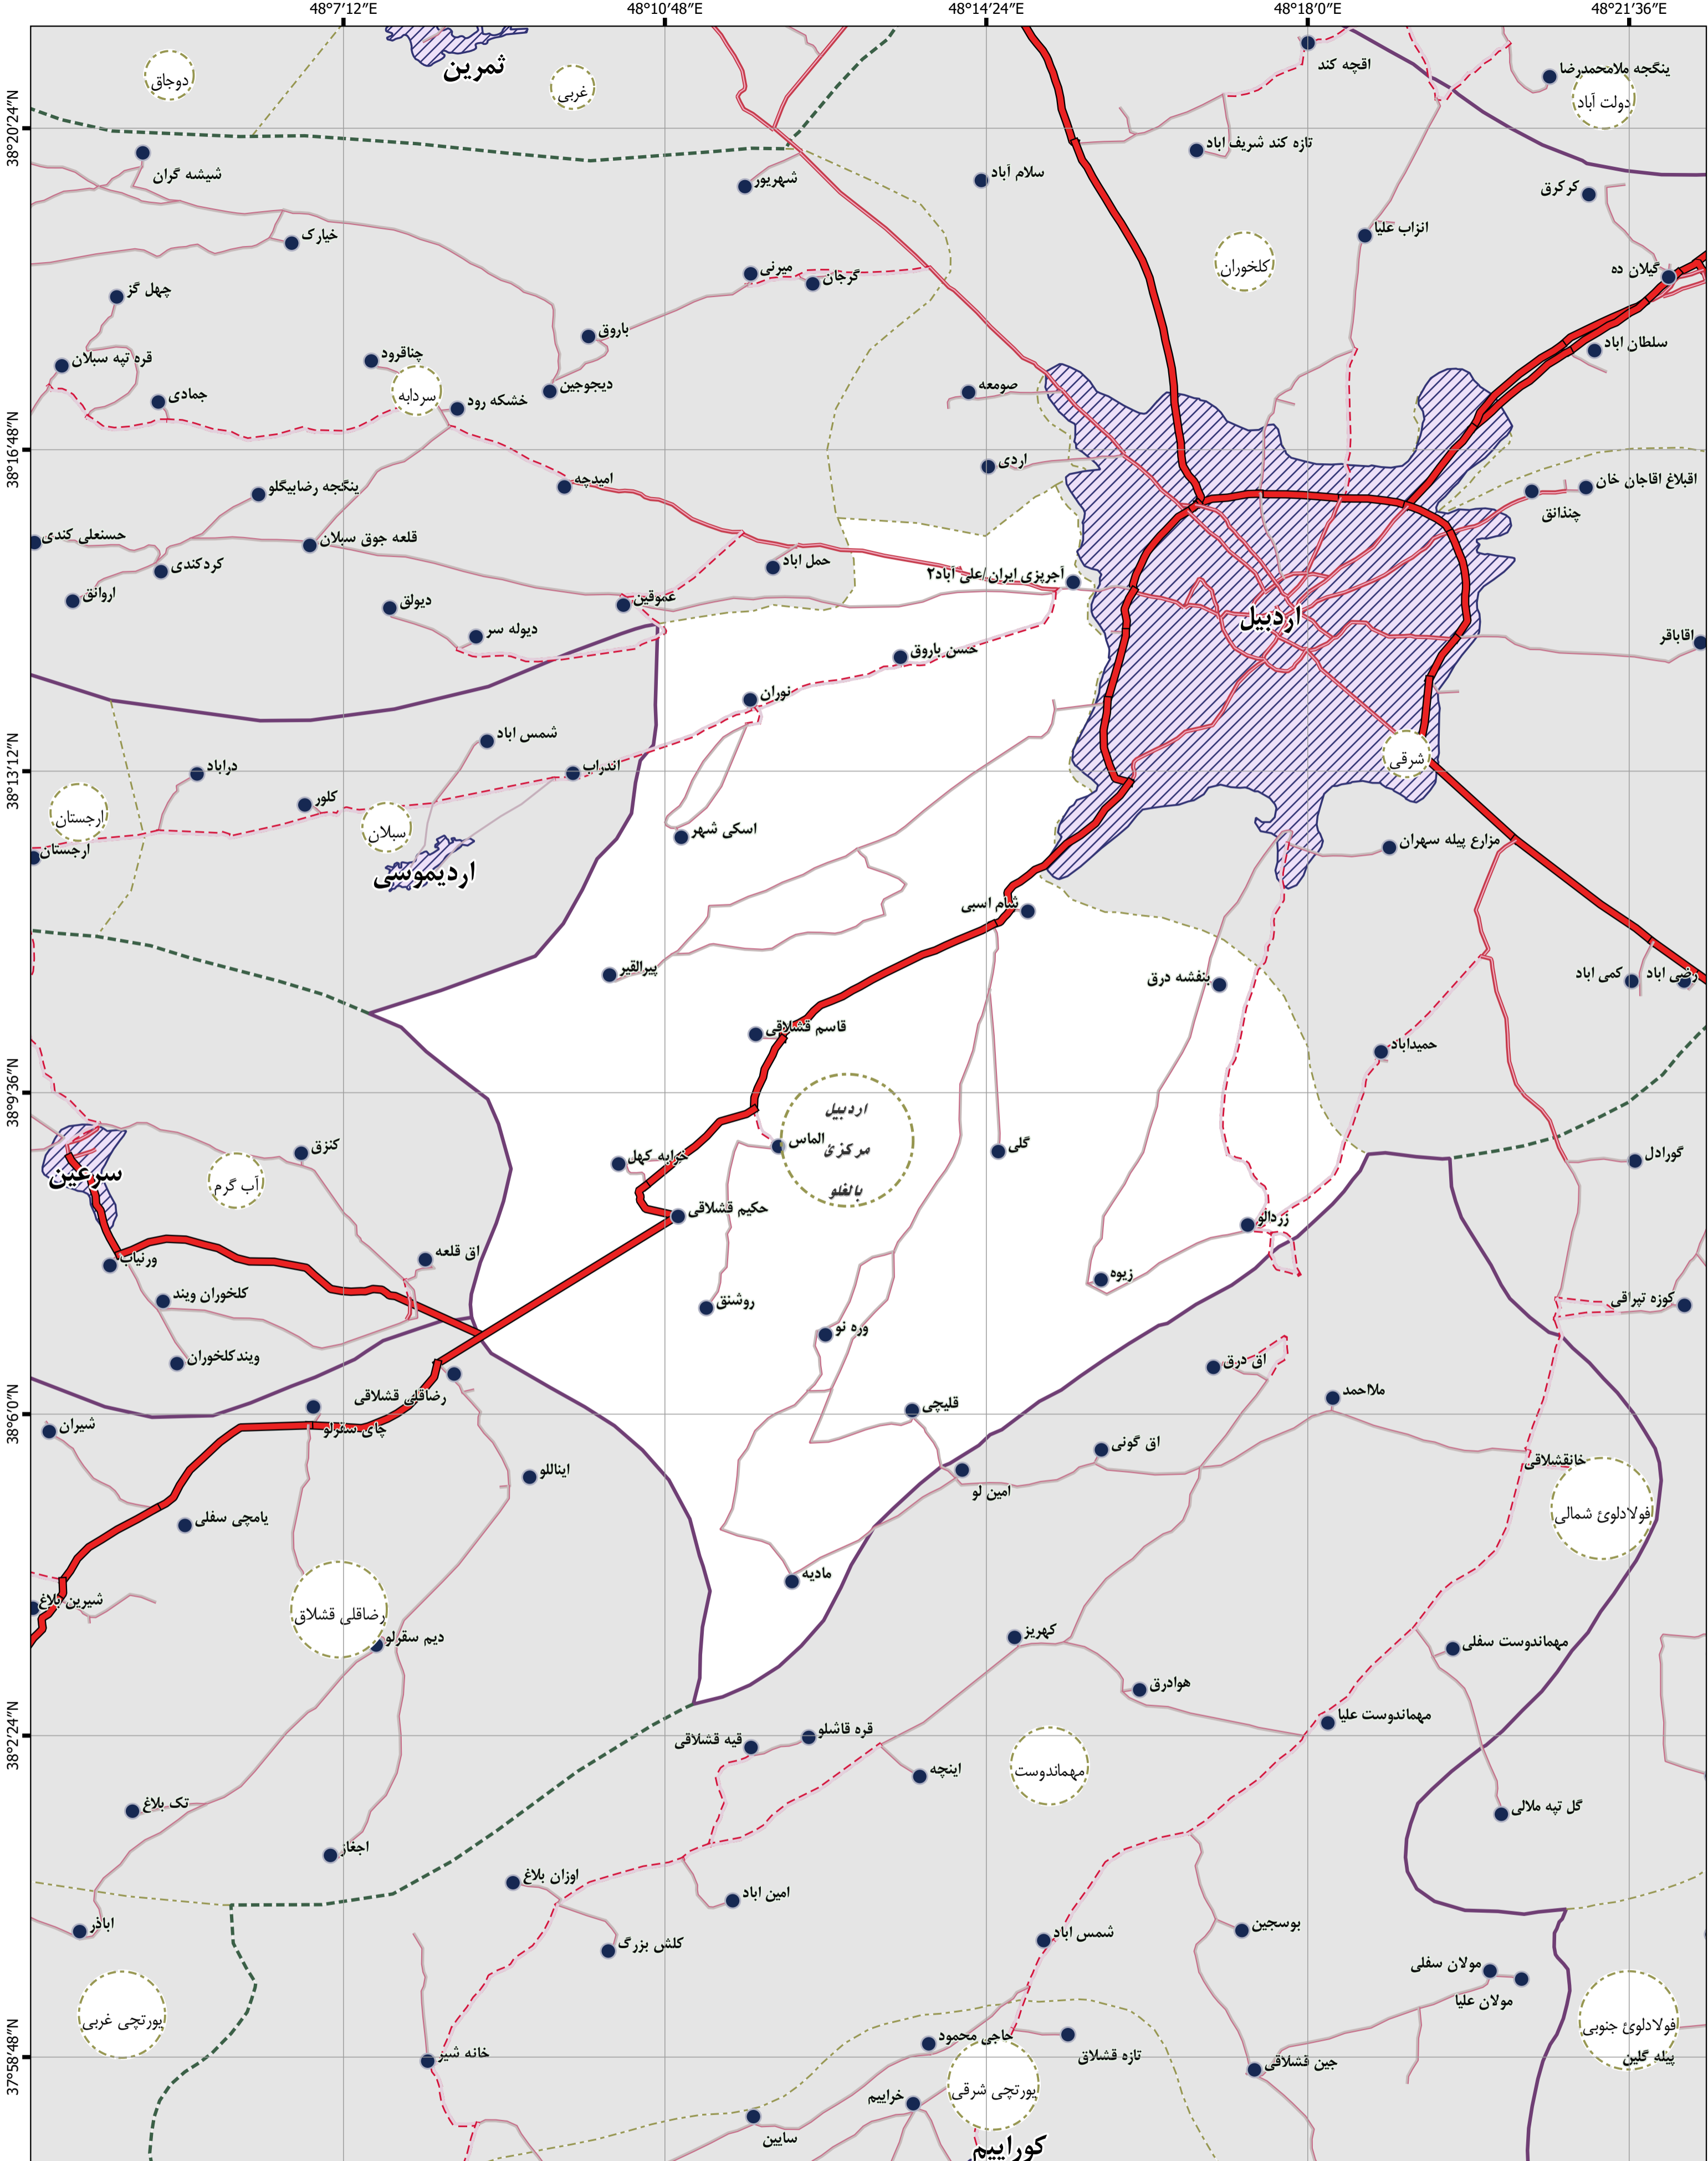 48°7'12"E
48°10'48"E
48°14'24"E
48°18'0"E
48°21'36"E
38°20'24"N
38°16'48"N
38°13'12"N
38°9'36"N
38°6'0"N
38°2'24"N
37°58'48"N
ثمرین
اقچه کند
ینگجه ملامحمدرضا
دوجاق
غربی
دولت آباد
تازه کند شریف اباد
شیشه گران
شهریور
سلام آباد
کرکرق
خیارک
انزاب علیا
کلخوران
گیلان ده
میرنی
گرجان
چهل گز
باروق
سلطان اباد
قره تپه سبلان
چناقرود
دیجوجین
صومعه
سردابه
جمادی
خشکه رود
اردی
امیدچه
ینگجه رضابیگلو
اقبلاغ اقاجان خان
چندانق
حسنعلی کندی
قلعه جوق سبلان
کردکندی
حمل اباد
آجرپزی ایران/علی آباد۲
اروانق
دیولق
عموقین
اردبیل
دیوله سر
حسن باروق
اقاباقر
نوران
شمس اباد
شرقی
دراباد
انداب
کلور
ارجستان
سبلان
اسکی شهر
مزارع پیله سهران
ارجستان
اردیموسی
شام اسبی
پیرالقیر
بنفشه درق
کمی اباد
رضی اباد
قاسم قشلاقی
حمیداباد
اردبیل
مرکزئ
بالغلو
الماس
گلی
کنزق
خرابه کهل
گورادل
سرعین
آب گرم
حکیم قشلاقی
زردالو
اق قلعه
ورنیاب
زیوه
کلخوران ویند
روشنق
کوزه تپراقی
وره نو
ویندکلخوران
اق درق
رضاقلی قشلاقی
ملااحمد
قلیچی
شیران
چای سقرلو
اق گونی
خانقشلاقی
ایناللو
امین لو
یامچی سفلی
فولادلوئ شمالی
مادیه
شیرین بلاغ
رضاقلی قشلاق
دیم سقرلو
کهریز
مهماندوست سفلی
هوادرق
مهماندوست علیا
قیه قشلاقی
قره قاشلو
اینچه
مهماندوست
تک بلاغ
گل تپه ملالی
اجغاز
اوزان بلاغ
امین اباد
اباذر
کلش بزرگ
شمس اباد
بوسجین
مولان سفلی
مولان علیا
یورتچی غربی
فولادلوئ جنوبی
خانه شیر
حاجی محمود
تازه قشلاق
جین قشلاقی
پیله گلین
یورتچی شرقی
خراییم
سایین
کوراییم